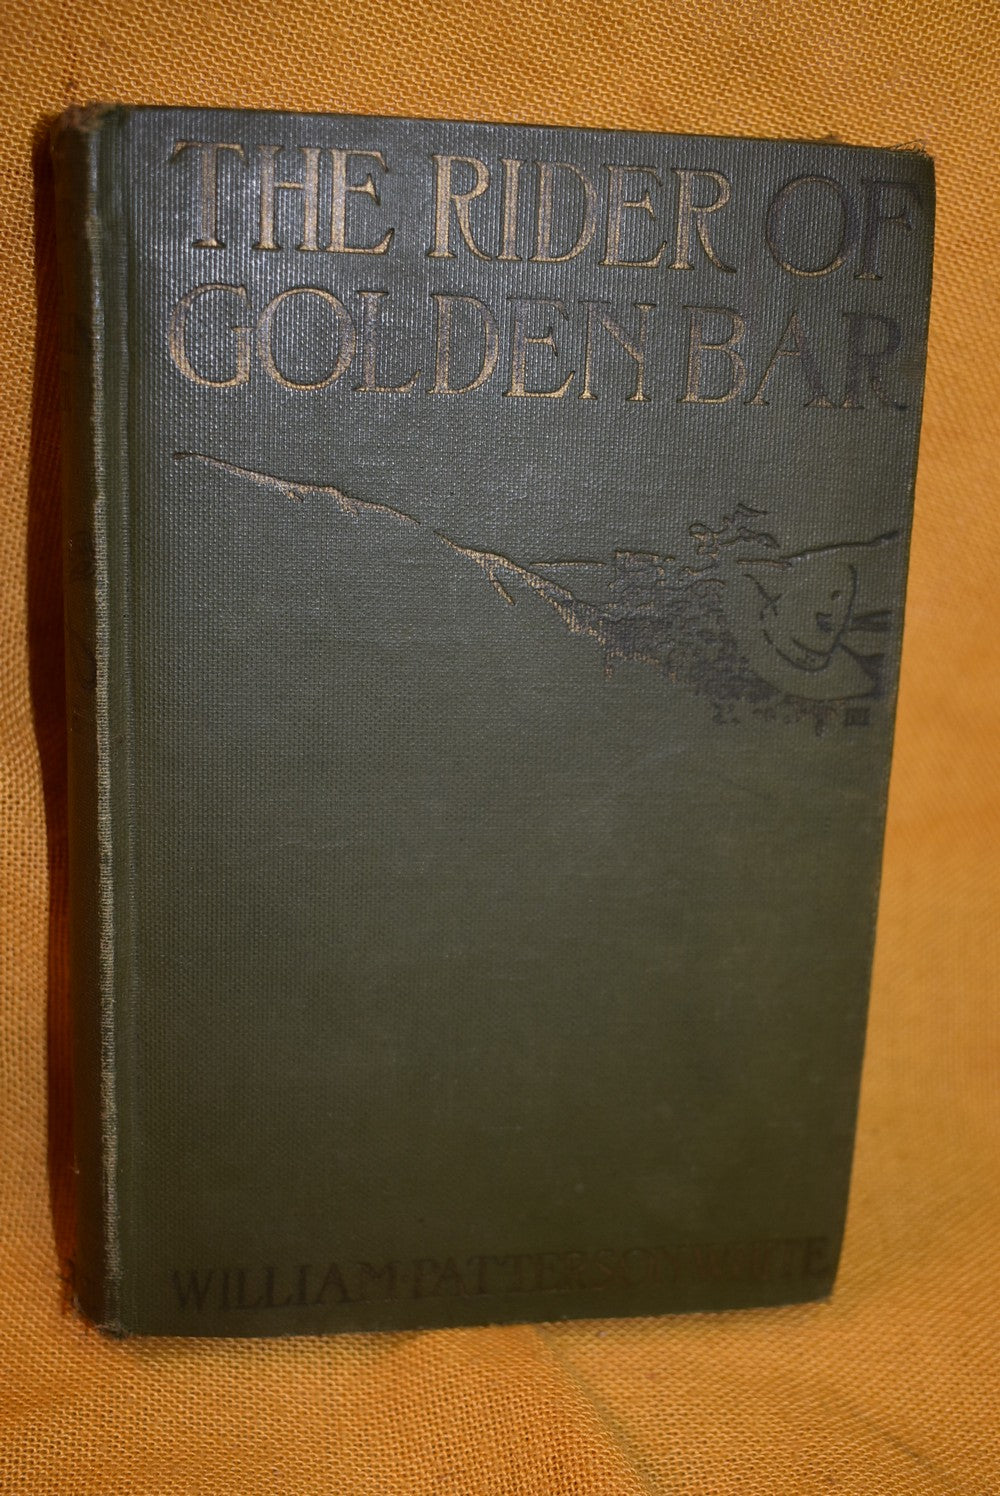 THE RIDER OF
GOLDEN BAR
WILLIAM PATTERSON WHITE